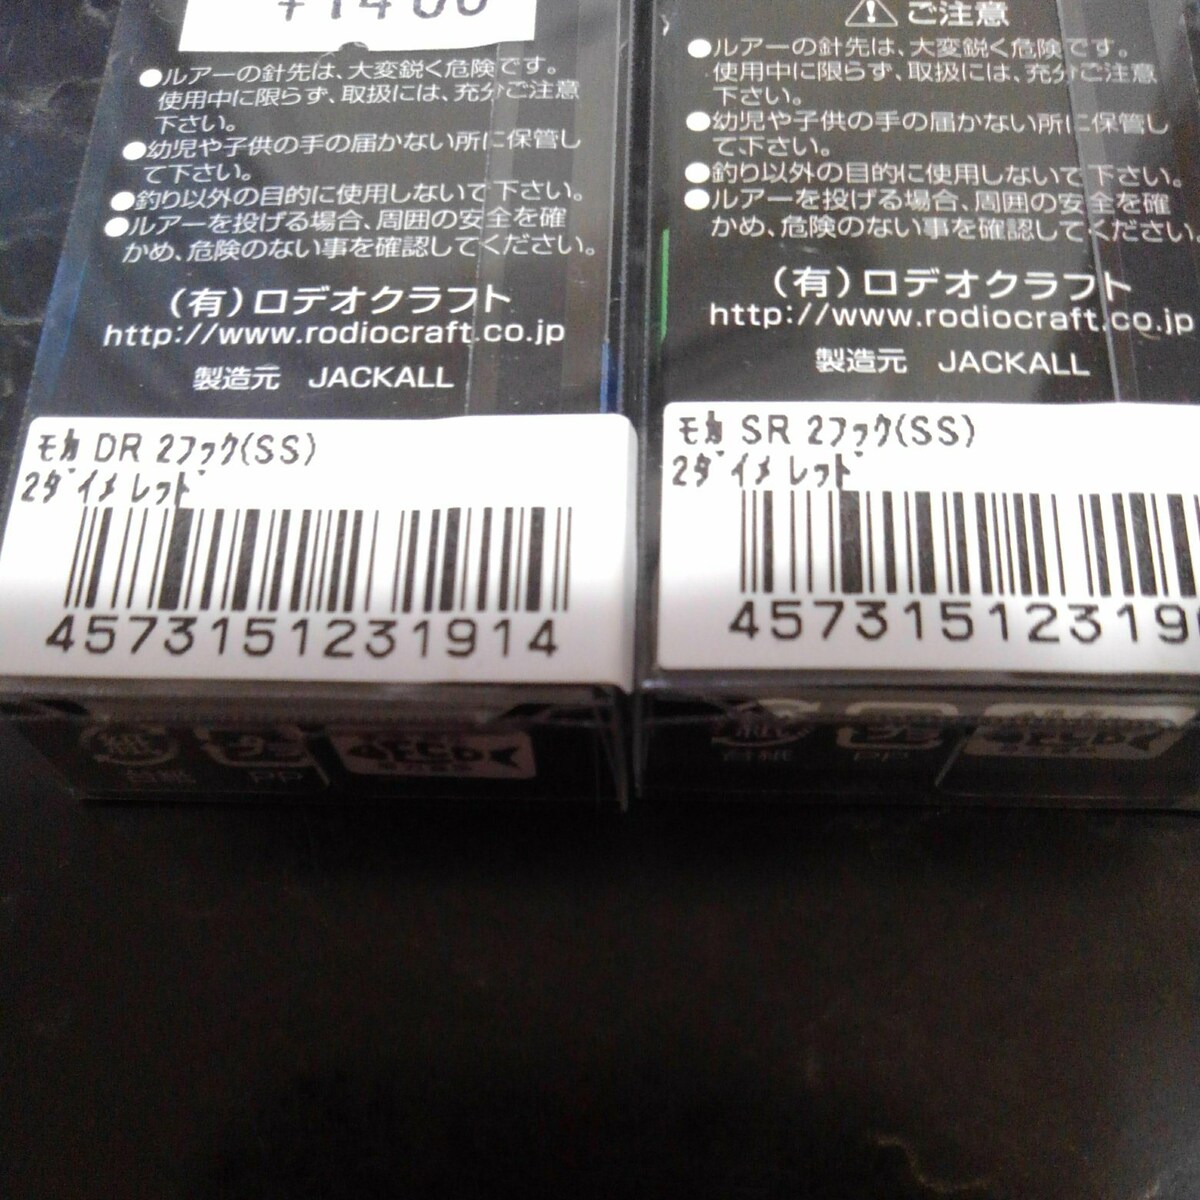 ¥1400
●ルアーの針先は、大変鋭く危険です。
使用中に限らず、取扱には、充分ご注意
下さい。
●幼児や子供の手の届かない所に保管し
て下さい。
●釣り以外の目的に使用しないで下さい。
●ルアーを投げる場合、周囲の安全を確
かめ、危険のない事を確認してください。
(有)ロデオクラフト
http://www.rodiocraft.co.jp
製造元 JACKALL
モカ DR 2フック(SS)
2ダイメ レッド
4573151231914
紙
台紙
PP
ご注意
●ルアーの針先は、大変鋭く危険です。
使用中に限らず、取扱には、充分ご注意
下さい。
●幼児や子供の手の届かない所に保管し
て下さい。
●釣り以外の目的に使用しないで下さい。
●ルアーを投げる場合、周囲の安全を確
かめ、危険のない事を確認してください。
(有)ロデオクラフト
http://www.rodiocraft.co.jp
製造元 JACKALL
モカ SR 2フック(SS)
2ダイメ レッド
45731512319
紙
台紙
PP